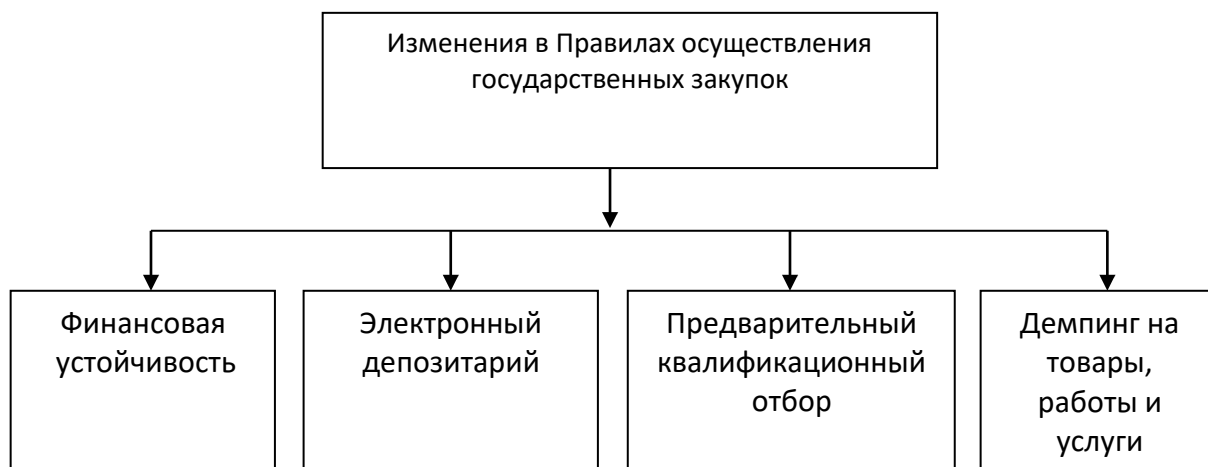 Изменения в Правилах осуществления
государственных закупок
Финансовая
устойчивость
Электронный
депозитарий
Предварительный
квалификационный
отбор
Демпинг на
товары,
работы и
услуги